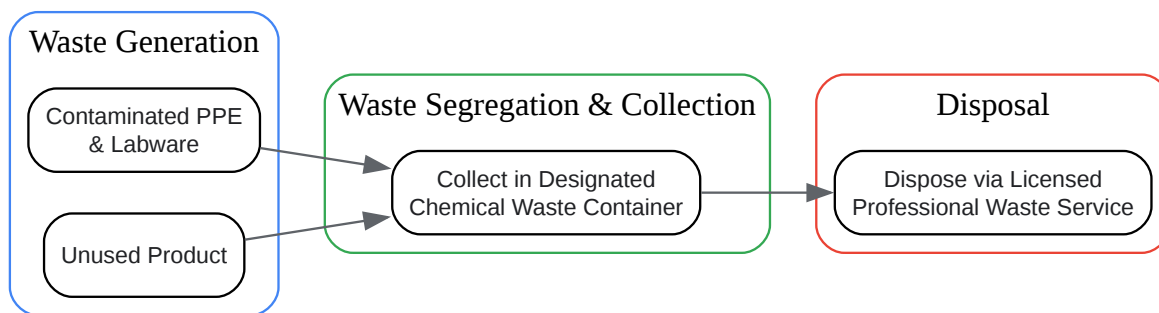 Waste Generation
Contaminated PPE
& Labware
Unused Product
Waste Segregation & Collection
Collect in Designated
Chemical Waste Container
Disposal
Dispose via Licensed
Professional Waste Service